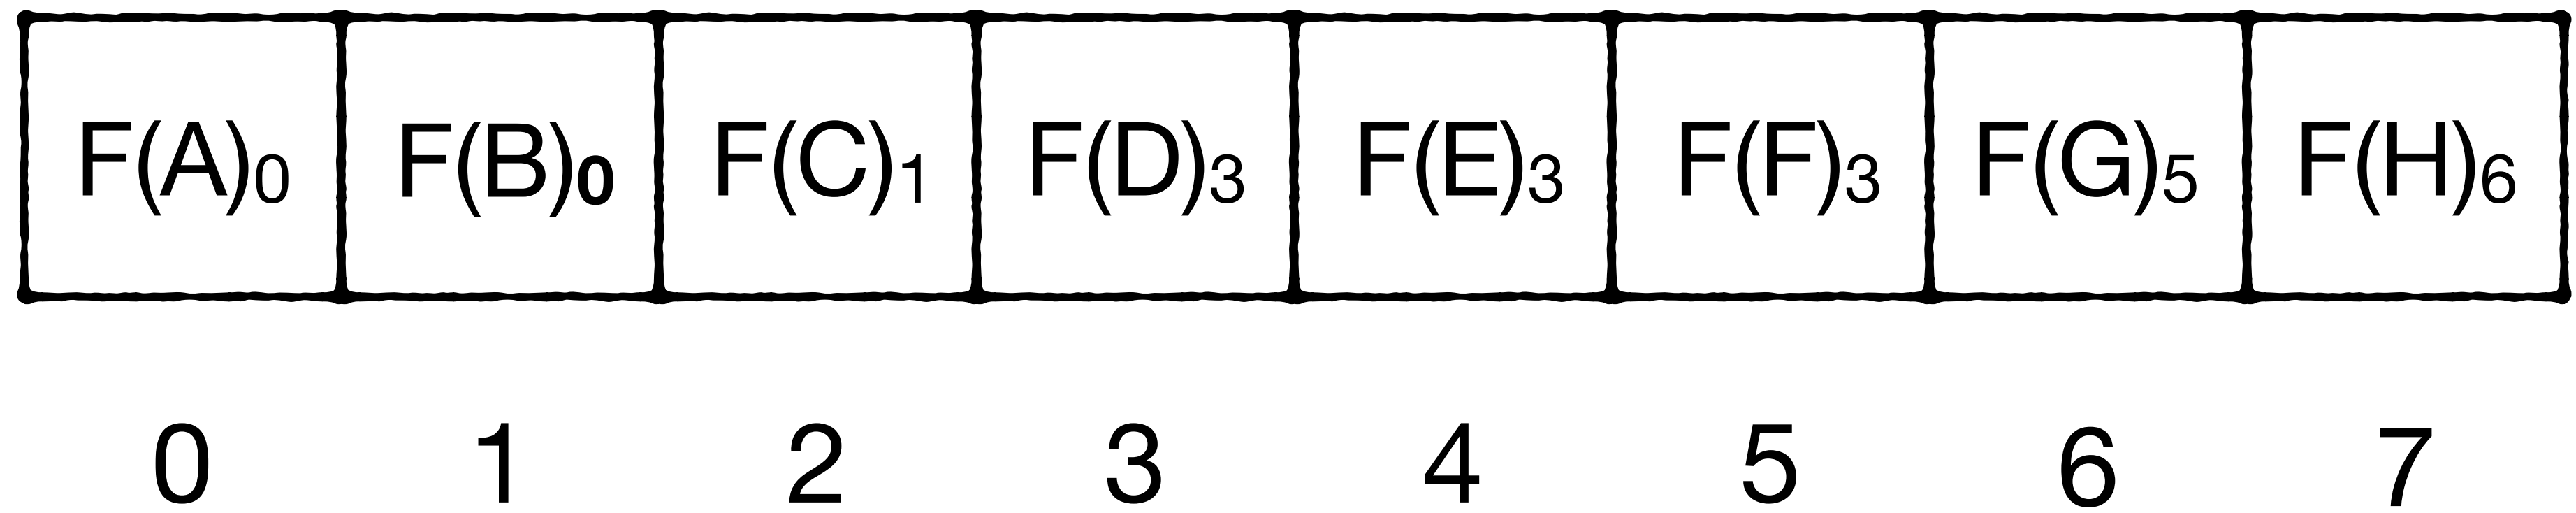 F(A)₀ F(B)₀ F(C)₁ F(D)₃ F(E)₃ F(F)₃ F(G)₅ F(H)₆
0 1 2 3 4 5 6 7